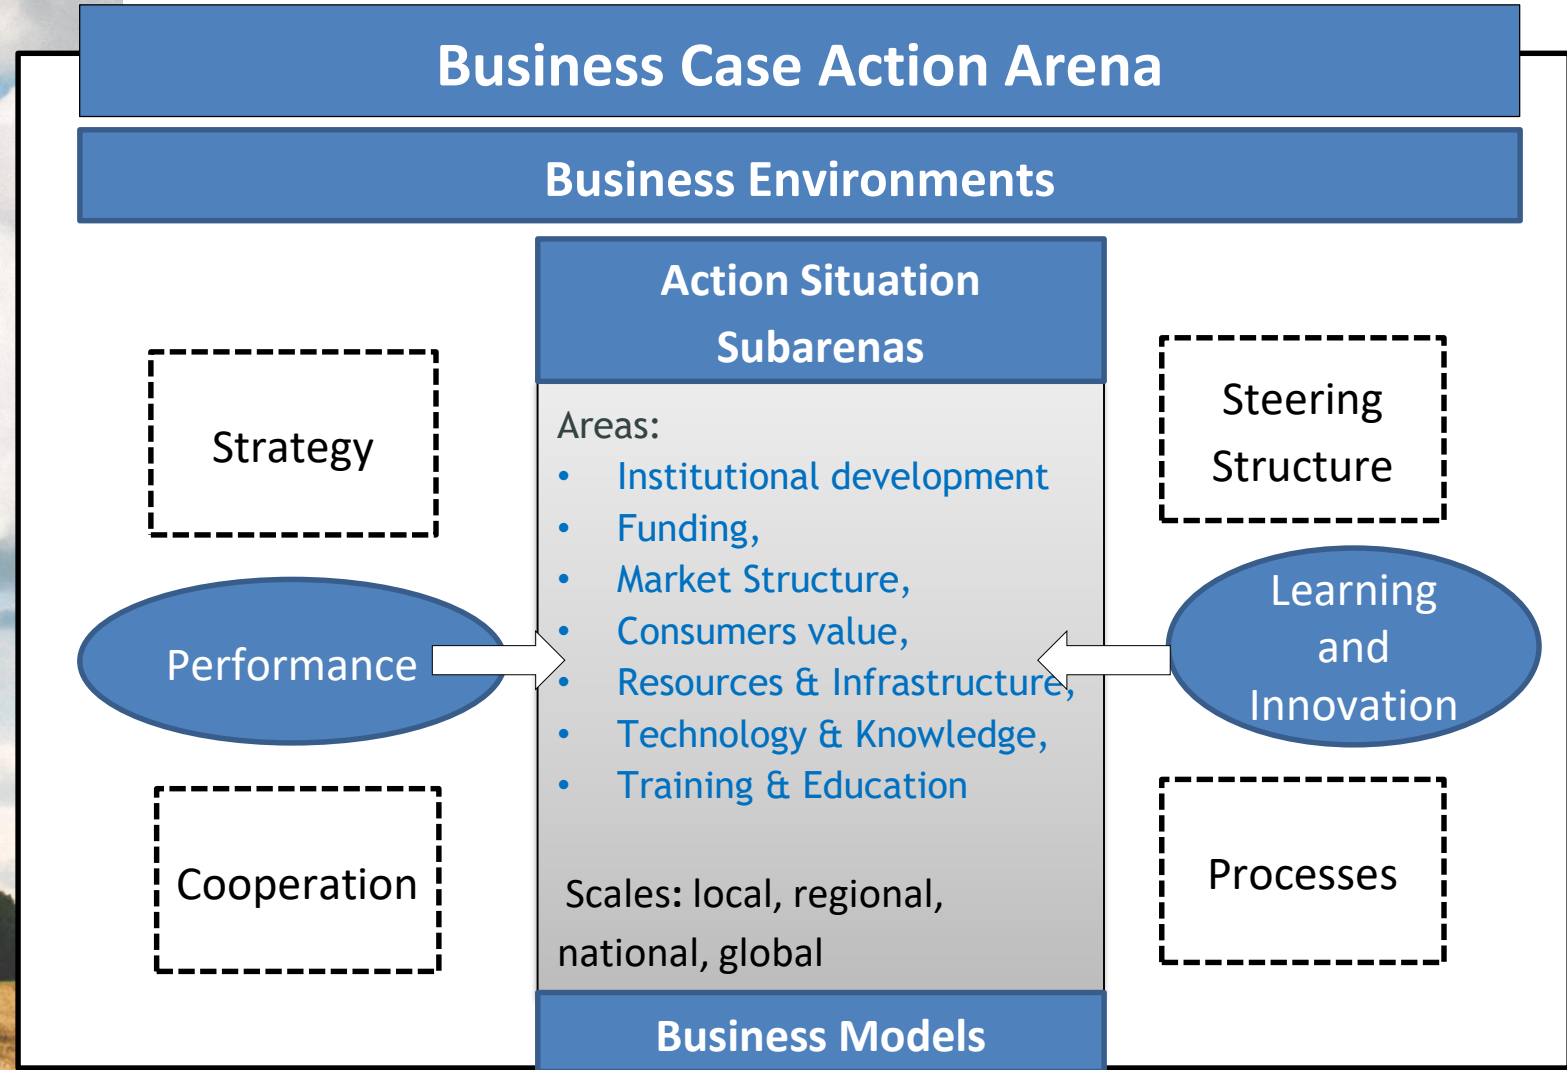 Business Case Action Arena
Business Environments
Action Situation
Subarenas
Strategy
Performance
Cooperation
Areas:
• Institutional development
• Funding,
• Market Structure,
• Consumers value,
• Resources & Infrastructure,
• Technology & Knowledge,
• Training & Education
Scales: local, regional,
national, global
Business Models
Steering
Structure
Learning
and
Innovation
Processes